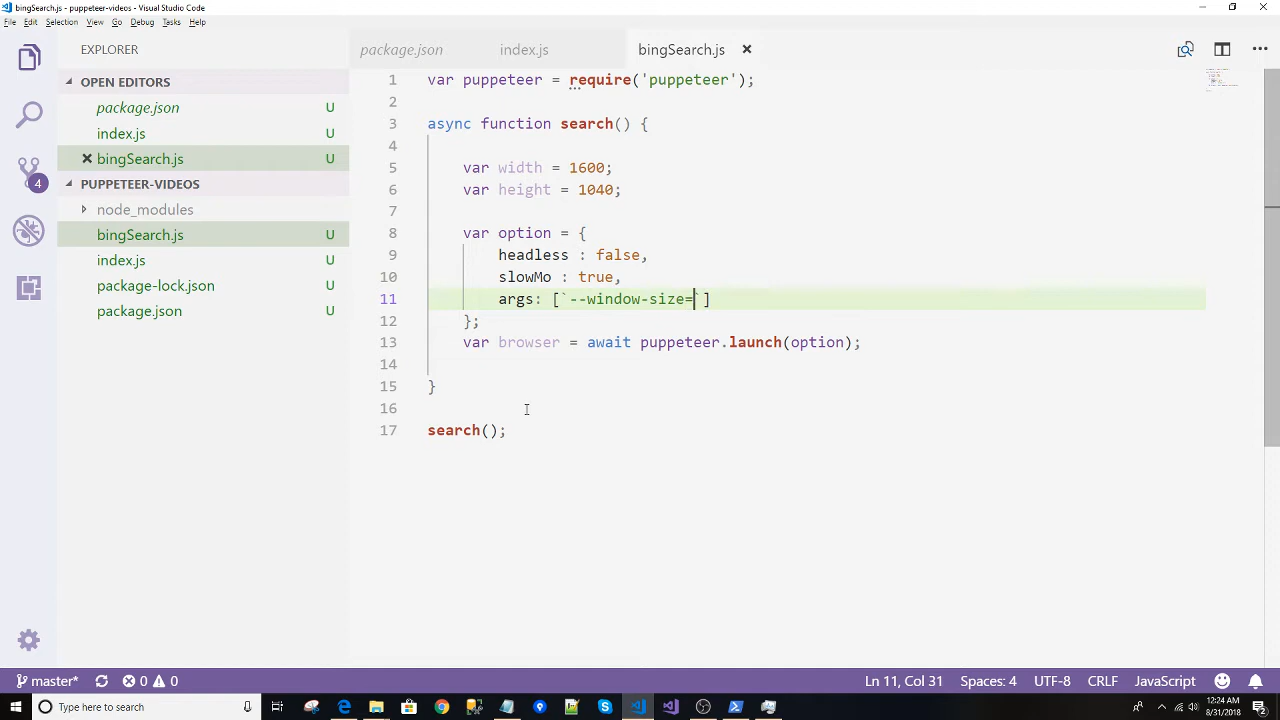 bingSearch.js - puppeteer-videos - Visual Studio Code
File Edit Selection View Go Debug Tasks Help
EXPLORER
package.json index.js bingSearch.js
OPEN EDITORS
package.json U
index.js U
bingSearch.js U
PUPPETEER-VIDEOS
node_modules
bingSearch.js U
index.js U
package-lock.json U
package.json U
4
1 var puppeteer = require('puppeteer');
2
3 async function search() {
4
5 var width = 1600;
6 var height = 1040;
7
8 var option = {
9 headless : false,
10 slowMo : true,
11 args: [`--window-size=`]
12 };
13 var browser = await puppeteer.launch(option);
14
15 }
16
17 search();
master* 0 0 Ln 11, Col 31 Spaces: 4 UTF-8 CRLF JavaScript
Type here to search
12:24 AM
8/31/2018